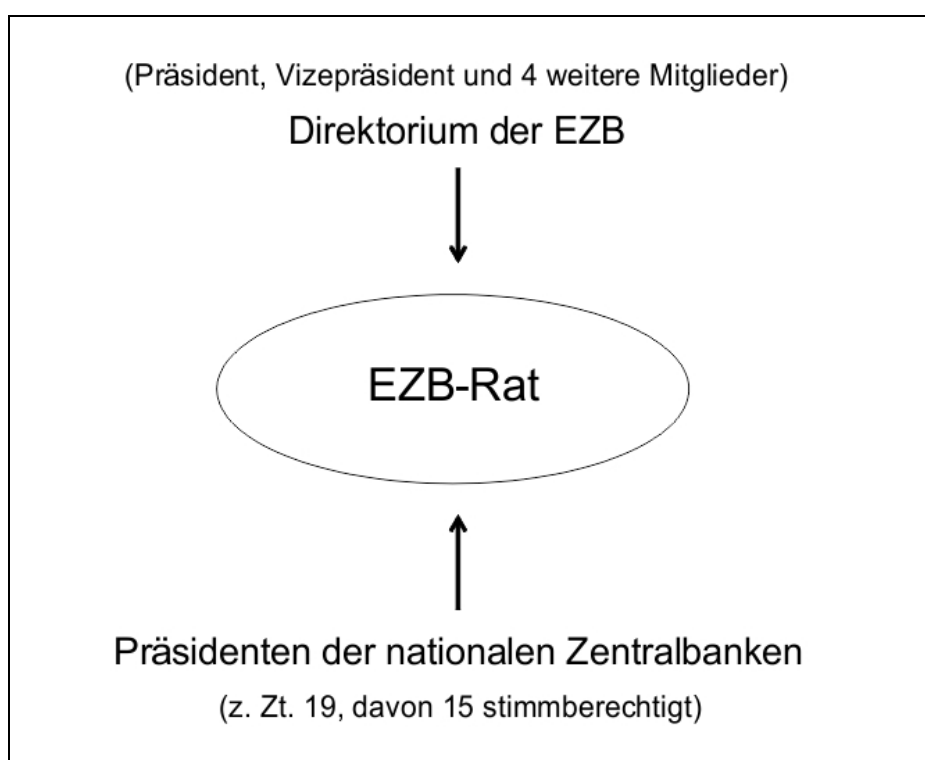 (Präsident, Vizepräsident und 4 weitere Mitglieder)
Direktorium der EZB
EZB-Rat
Präsidenten der nationalen Zentralbanken
(z. Zt. 19, davon 15 stimmberechtigt)